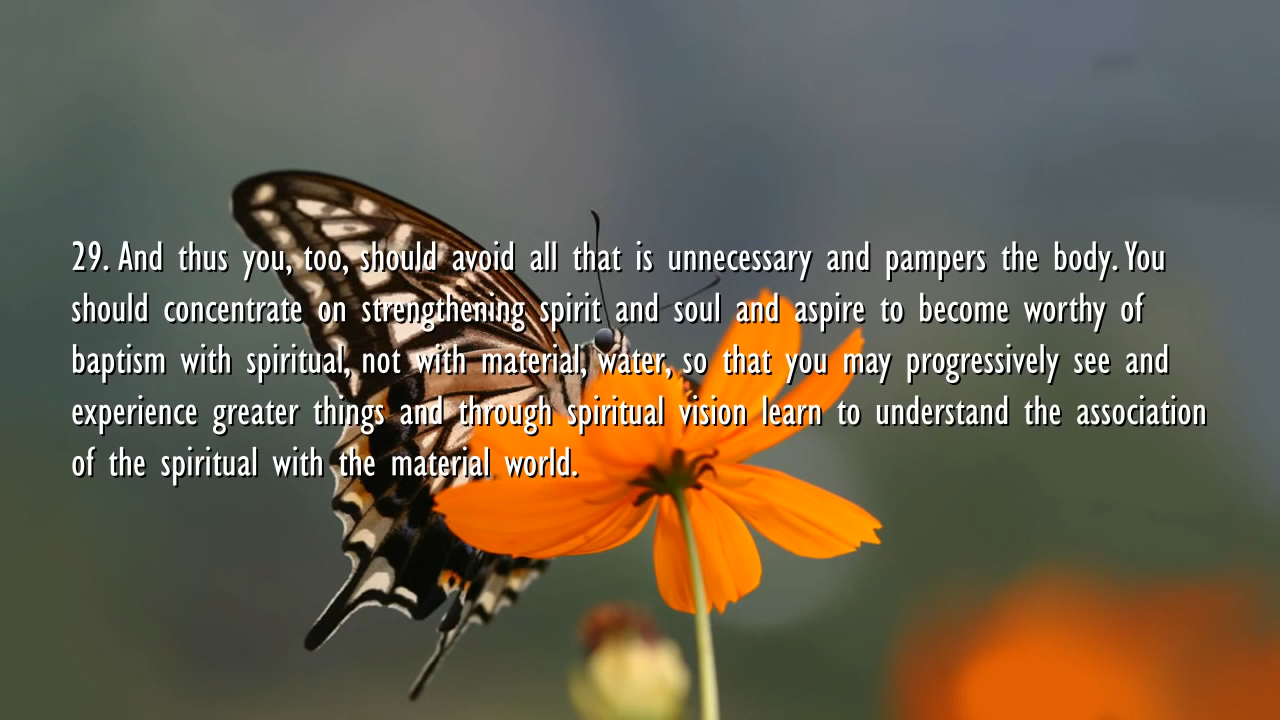 29. And thus you, too, should avoid all that is unnecessary and pampers the body. You
should concentrate on strengthening spirit and soul and aspire to become worthy of
baptism with spiritual, not with material, water, so that you may progressively see and
experience greater things and through spiritual vision learn to understand the association
of the spiritual with the material world.